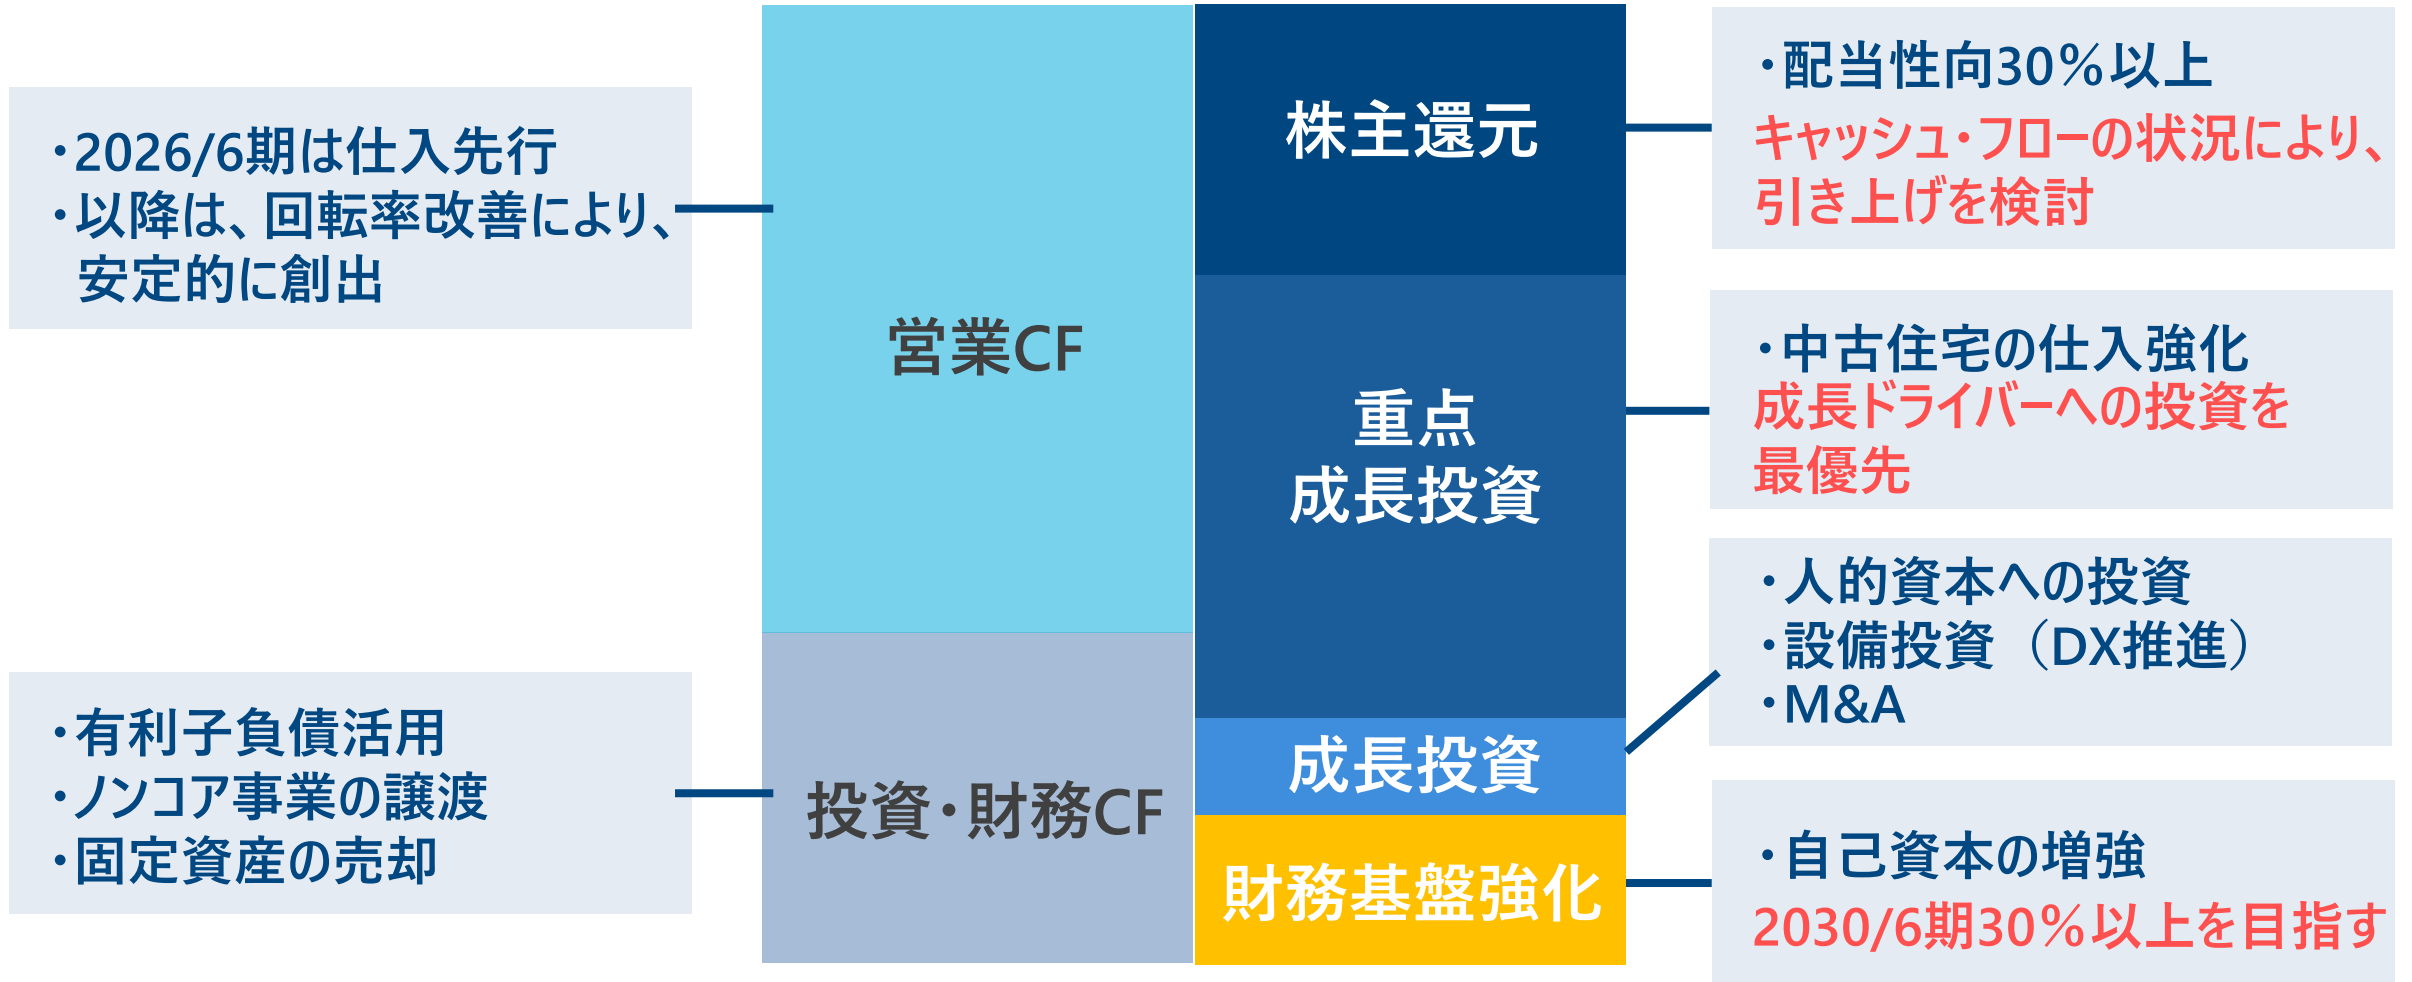 ・2026/6期は仕入先行
・以降は、回転率改善により、
安定的に創出
営業CF
・有利子負債活用
・ノンコア事業の譲渡
・固定資産の売却
投資・財務CF
株主還元
・配当性向30％以上
キャッシュ・フローの状況により、
引き上げを検討
重点
成長投資
・中古住宅の仕入強化
成長ドライバーへの投資を
最優先
成長投資
・人的資本への投資
・設備投資（DX推進）
・M&A
財務基盤強化
・自己資本の増強
2030/6期30％以上を目指す